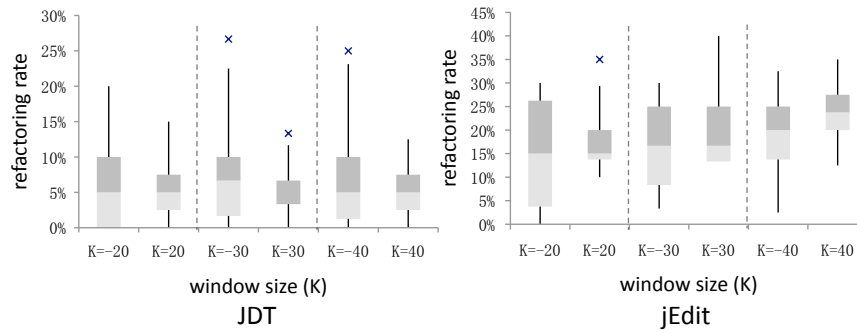 30%
25%
20%
15%
10%
5%
0%
refactoring rate
K=-20 K=20 K=-30 K=30 K=-40 K=40
window size (K)
JDT
45%
40%
35%
30%
25%
20%
15%
10%
5%
0%
refactoring rate
K=-20 K=20 K=-30 K=30 K=-40 K=40
window size (K)
jEdit